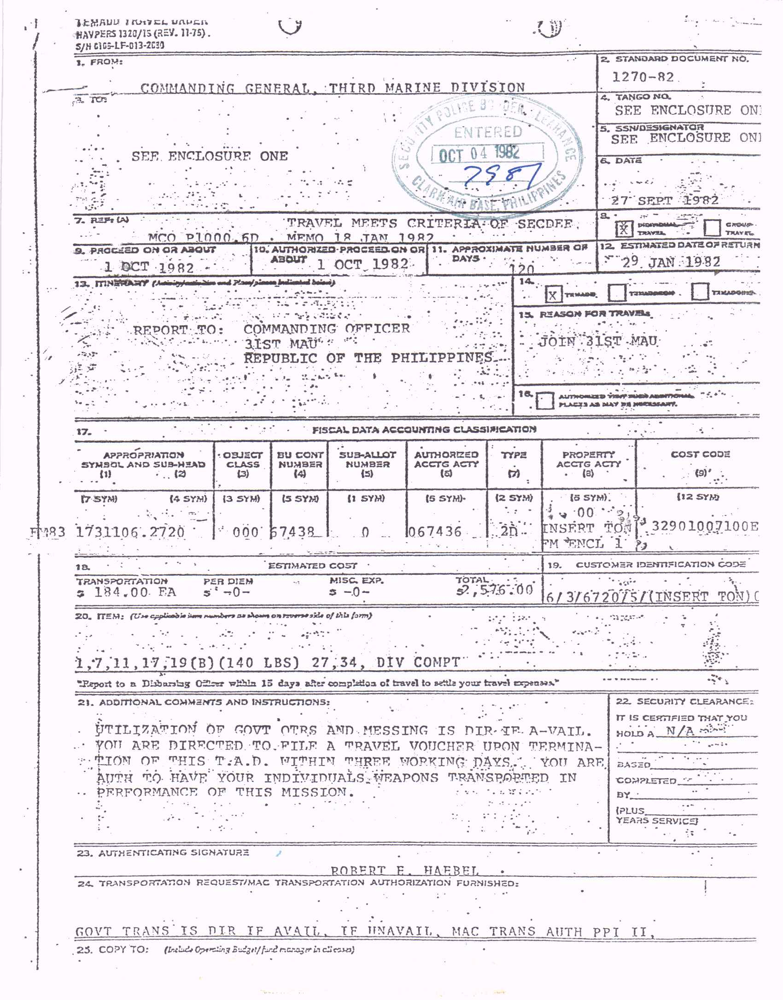 TEMADD TRAVEL ORDER
NAVPERS 1320/15 (REV. 11-75).
S/N 0106-LF-013-2030
1. FROM:
COMMANDING GENERAL, THIRD MARINE DIVISION
2. STANDARD DOCUMENT NO.
1270-82
3. TO:
SEE ENCLOSURE ONE
4. TANGO NO.
SEE ENCLOSURE ONE
5. SSN/DESIGNATOR
SEE ENCLOSURE ONE
SECURITY POLICE BORDER CLEARANCE
ENTERED
OCT 04 1982
7987
CLARK AIR BASE, PHILIPPINES
6. DATE
27 SEPT 1982
7. REF: (A)
TRAVEL MEETS CRITERIA OF SECDEF
MCO P1000.6D . MEMO 18 JAN 1982
8.
X INDIVIDUAL TRAVEL
GROUP TRAVEL
9. PROCEED ON OR ABOUT
1 OCT 1982
10. AUTHORIZED PROCEED ON OR ABOUT
1 OCT 1982
11. APPROXIMATE NUMBER OF DAYS
120
12. ESTIMATED DATE OF RETURN
29 JAN 1982
13. ITINERARY (Activity/activities and Place/places indicated below)
REPORT TO: COMMANDING OFFICER
31ST MAU
REPUBLIC OF THE PHILIPPINES
14.
X TEMADD
TEMADDCON
TEMADDINS
15. REASON FOR TRAVEL:
JOIN 31ST MAU
16. AUTHORIZED VISIT SUCH ADDITIONAL
PLACES AS MAY BE NECESSARY.
17. FISCAL DATA ACCOUNTING CLASSIFICATION
APPROPRIATION SYMBOL AND SUB-HEAD (1) (2)
OBJECT CLASS (3)
BU CONT NUMBER (4)
SUB-ALLOT NUMBER (5)
AUTHORIZED ACCTG ACTY (6)
TYPE (7)
PROPERTY ACCTG ACTY (8)
COST CODE (9)
(7 SYM) (4 SYM) (3 SYM) (5 SYM) (1 SYM) (6 SYM) (2 SYM) (6 SYM) (12 SYM)
00
83 1731106.2720 000 67438 0 067436 2D INSERT TON 32901007100E
FM ENCL 1
18. ESTIMATED COST
TRANSPORTATION PER DIEM MISC. EXP. TOTAL
$ 184.00 EA $ -0- $ -0- $2,576.00
19. CUSTOMER IDENTIFICATION CODE
6/3/672075/(INSERT TON)
20. ITEM: (Use applicable item numbers as shown on reverse side of this form)
1,7,11,17,19(B)(140 LBS) 27,34, DIV COMPT
"Report to a Disbursing Officer within 15 days after completion of travel to settle your travel expenses."
21. ADDITIONAL COMMENTS AND INSTRUCTIONS:
UTILIZATION OF GOVT QTRS AND MESSING IS DIR IF A-VAIL.
YOU ARE DIRECTED TO FILE A TRAVEL VOUCHER UPON TERMINA-
TION OF THIS T.A.D. WITHIN THREE WORKING DAYS. YOU ARE
AUTH TO HAVE YOUR INDIVIDUALS WEAPONS TRANSPORTED IN
PERFORMANCE OF THIS MISSION.
22. SECURITY CLEARANCE:
IT IS CERTIFIED THAT YOU
HOLD A N/A
BASED
COMPLETED
BY
(PLUS
YEARS SERVICE)
23. AUTHENTICATING SIGNATURE
ROBERT E. HAEBEL
24. TRANSPORTATION REQUEST/MAC TRANSPORTATION AUTHORIZATION FURNISHED:
GOVT TRANS IS DIR IF AVAIL, IF UNAVAIL, MAC TRANS AUTH PPI II,
25. COPY TO: (Include Operating Budget/fund manager in all cases)